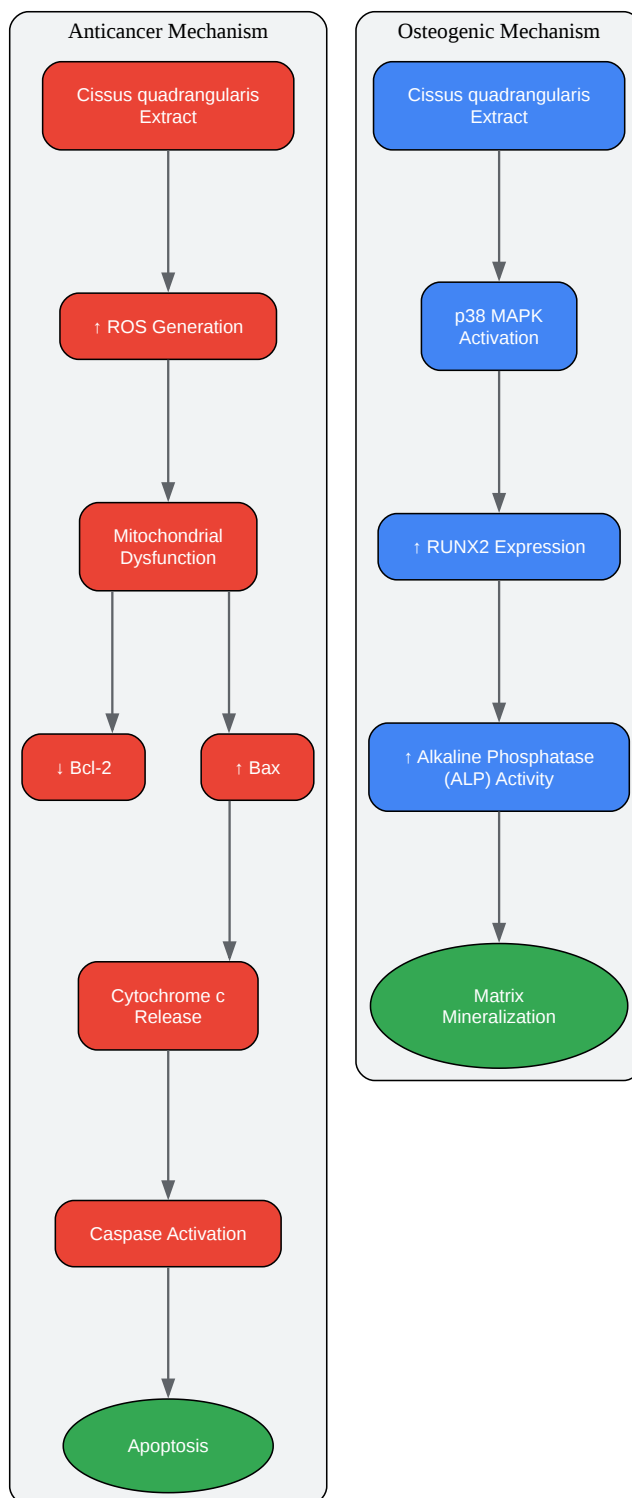 Anticancer Mechanism
Cissus quadrangularis
Extract
↑ ROS Generation
Mitochondrial
Dysfunction
↓ Bcl-2
↑ Bax
Cytochrome c
Release
Caspase Activation
Apoptosis
Osteogenic Mechanism
Cissus quadrangularis
Extract
p38 MAPK
Activation
↑ RUNX2 Expression
↑ Alkaline Phosphatase
(ALP) Activity
Matrix
Mineralization